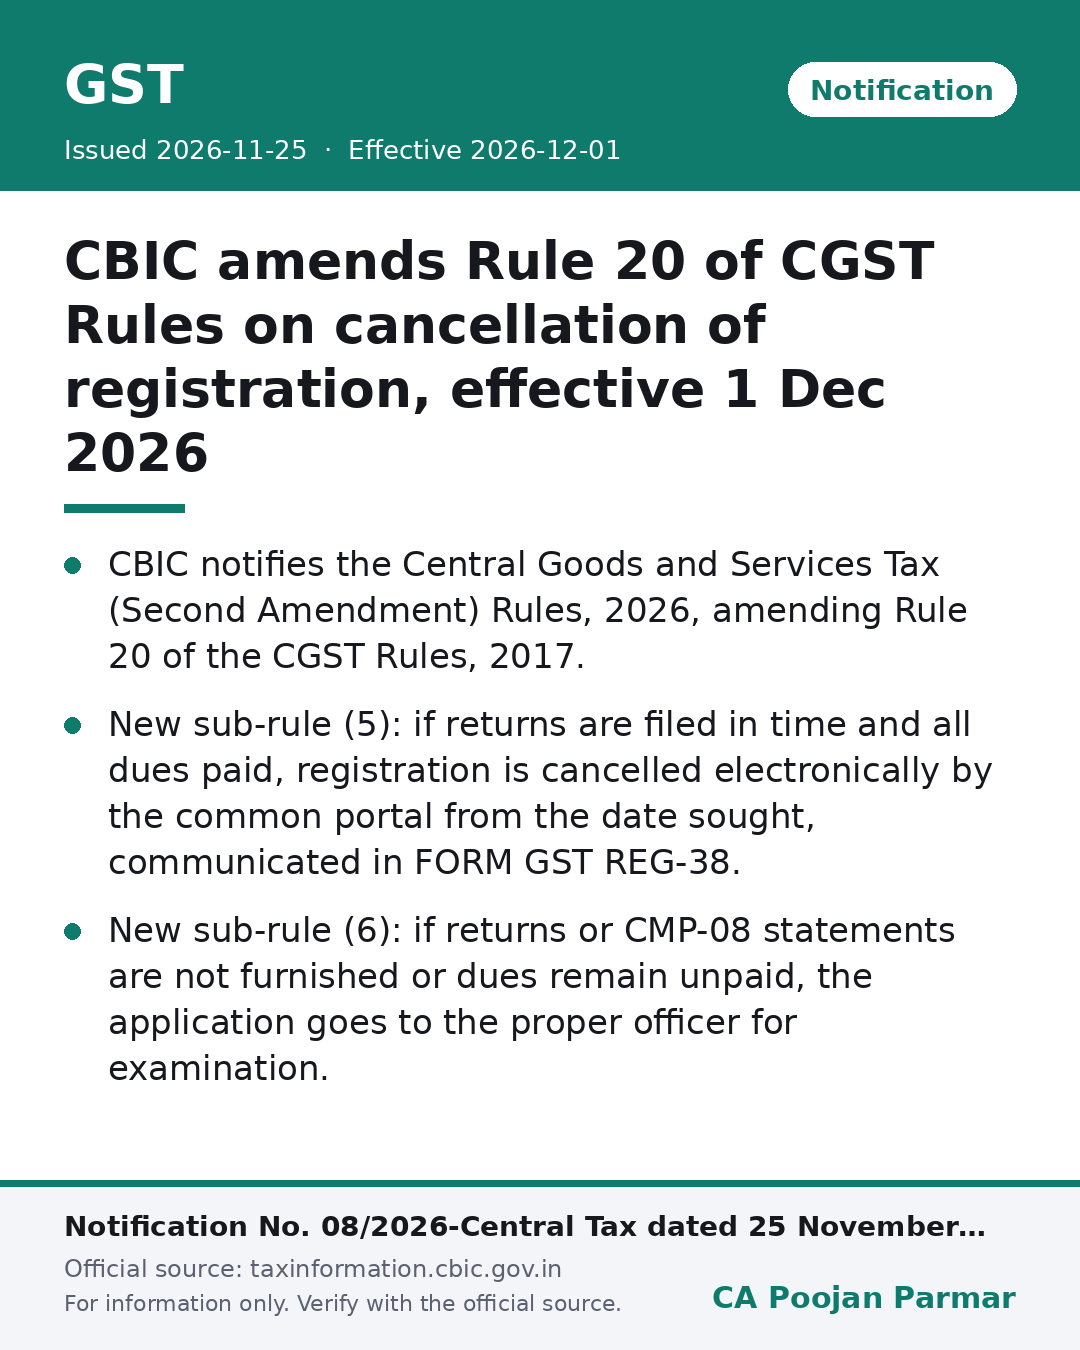 GST
Notification
Issued 2026-11-25 · Effective 2026-12-01
CBIC amends Rule 20 of CGST
Rules on cancellation of
registration, effective 1 Dec
2026
CBIC notifies the Central Goods and Services Tax
(Second Amendment) Rules, 2026, amending Rule
20 of the CGST Rules, 2017.
New sub-rule (5): if returns are filed in time and all
dues paid, registration is cancelled electronically by
the common portal from the date sought,
communicated in FORM GST REG-38.
New sub-rule (6): if returns or CMP-08 statements
are not furnished or dues remain unpaid, the
application goes to the proper officer for
examination.
Notification No. 08/2026-Central Tax dated 25 November…
Official source: taxinformation.cbic.gov.in
For information only. Verify with the official source.
CA Poojan Parmar